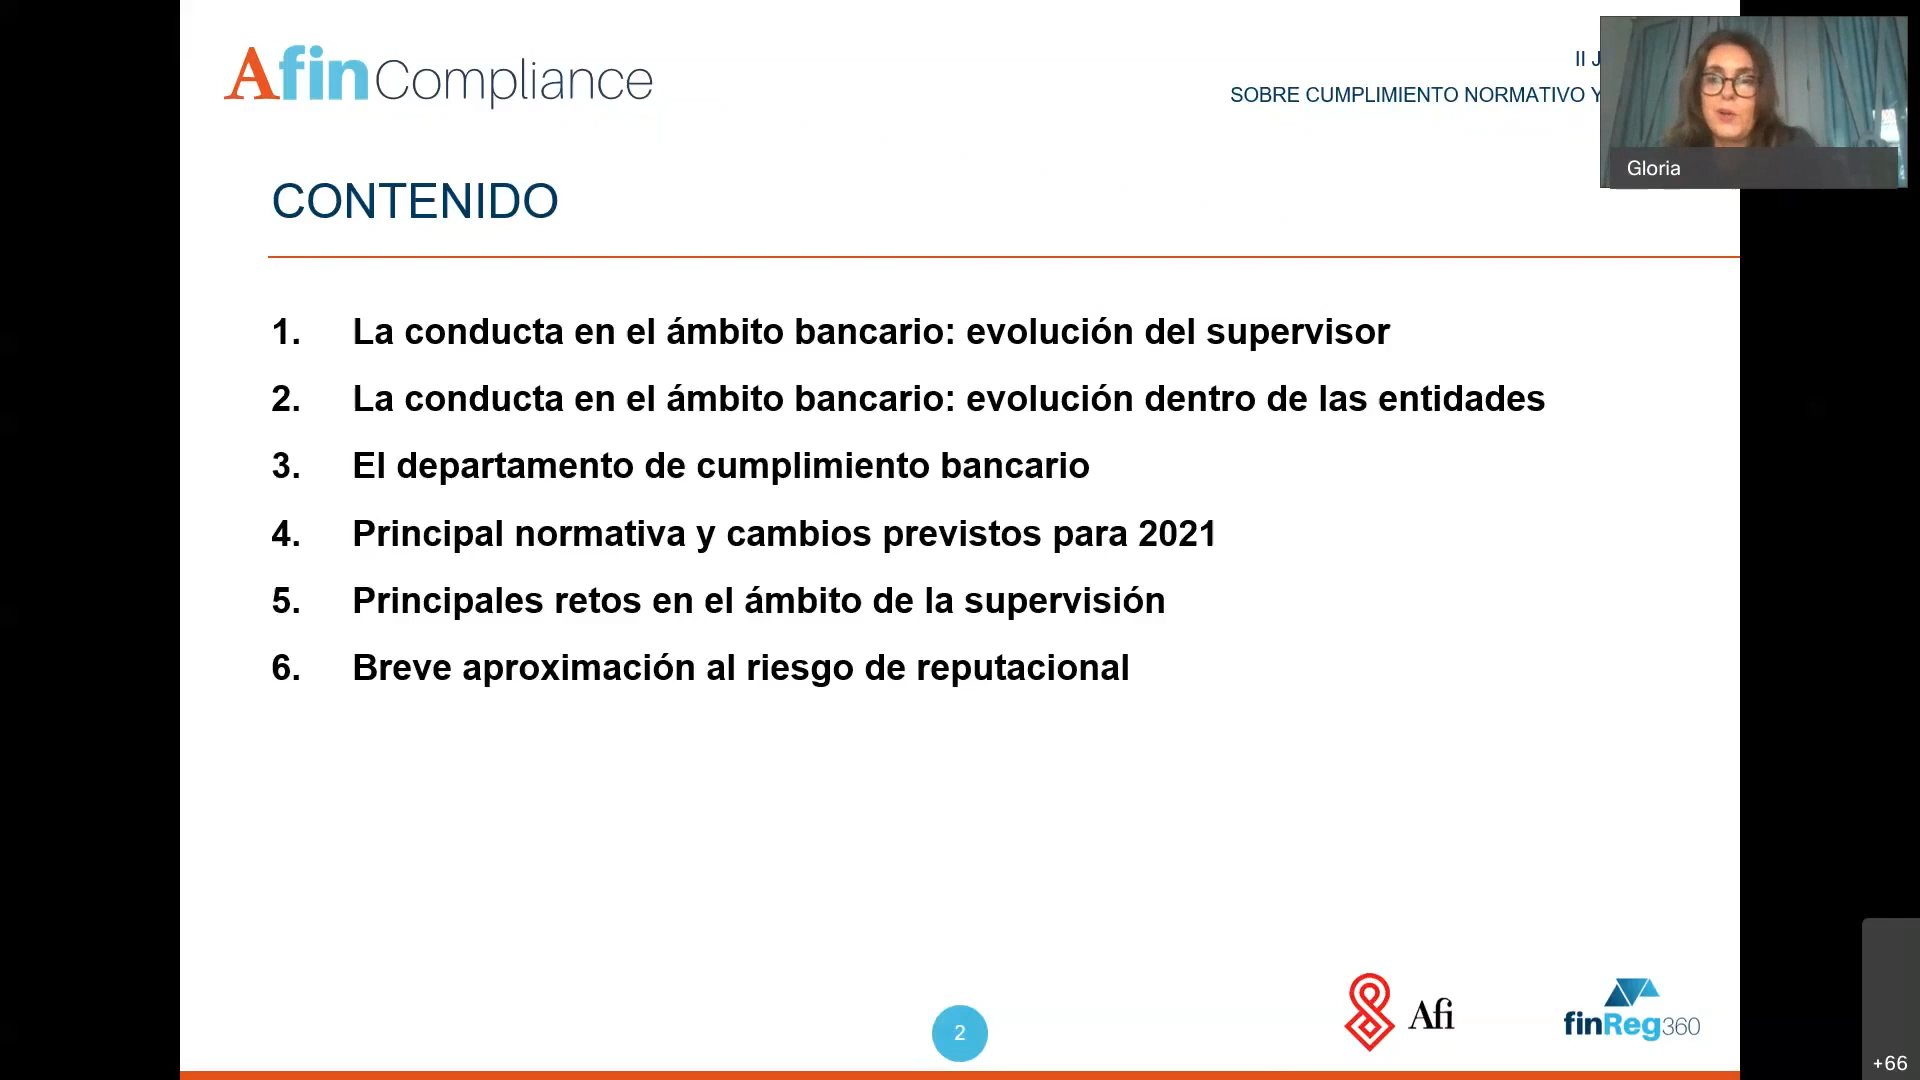 Afin Compliance
II J
SOBRE CUMPLIMIENTO NORMATIVO Y
Gloria
CONTENIDO
1. La conducta en el ámbito bancario: evolución del supervisor
2. La conducta en el ámbito bancario: evolución dentro de las entidades
3. El departamento de cumplimiento bancario
4. Principal normativa y cambios previstos para 2021
5. Principales retos en el ámbito de la supervisión
6. Breve aproximación al riesgo de reputacional
2
Afi
finReg360
+66